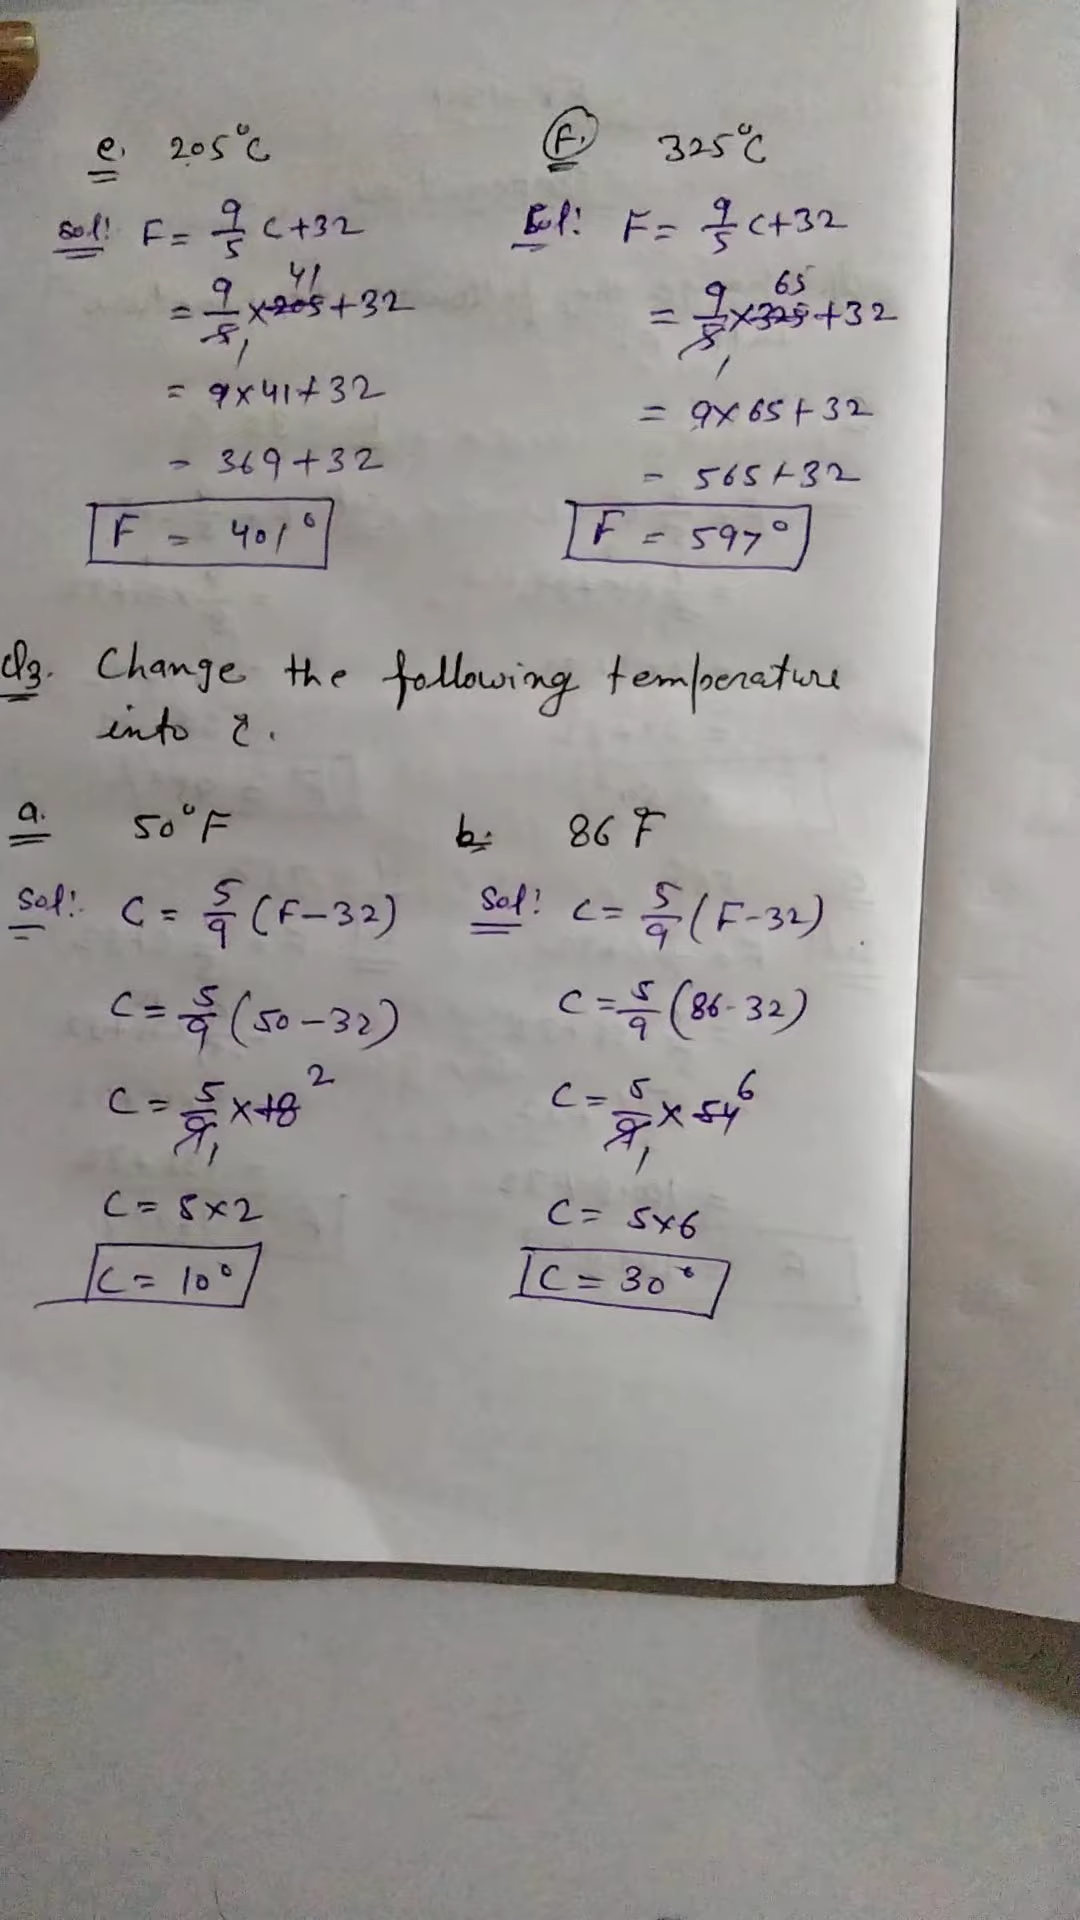 e. 205°C
Sol: F = 9/5 C + 32
= 9/5 1 × 205 41 + 32
= 9 × 41 + 32
= 369 + 32
F = 401°
F. 325°C
Sol: F = 9/5 C + 32
= 9/5 1 × 325 65 + 32
= 9 × 65 + 32
= 565 + 32
F = 597°
Q3. Change the following temperature
into °C.
a. 50°F
Sol: C = 5/9 (F - 32)
C = 5/9 (50 - 32)
C = 5/9 1 × 18 2
C = 5 × 2
C = 10°
b. 86°F
Sol: C = 5/9 (F - 32)
C = 5/9 (86 - 32)
C = 5/9 1 × 54 6
C = 5 × 6
C = 30°